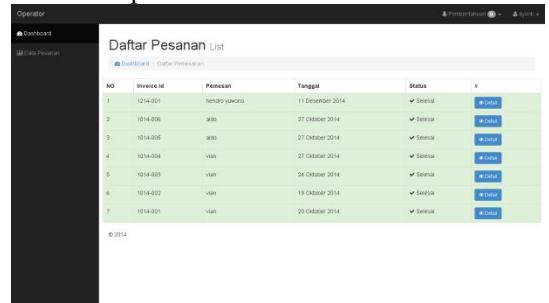 Operator Pemberitahuan 0 syanti
Dashboard
Data Pesanan
Daftar Pesanan List
Dashboard / Daftar Pemesanan
NO Invoice Id Pemesan Tanggal Status #
1 1214-001 hendro yuwono 11 Desember 2014 Selesai Detail
2 1014-006 aldo 27 Oktober 2014 Selesai Detail
3 1014-005 aldo 27 Oktober 2014 Selesai Detail
4 1014-004 vian 27 Oktober 2014 Selesai Detail
5 1014-003 vian 24 Oktober 2014 Selesai Detail
6 1014-002 vian 19 Oktober 2014 Selesai Detail
7 1014-001 vian 20 Oktober 2014 Selesai Detail
© 2014